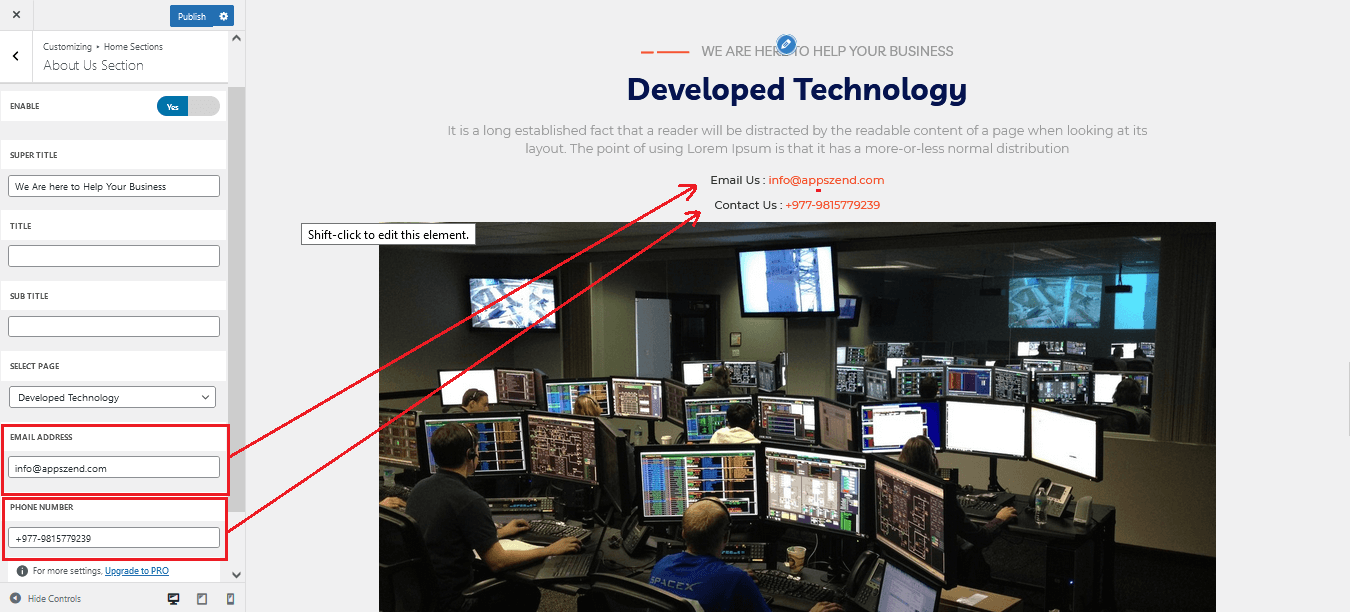 Publish
Customizing • Home Sections
About Us Section
ENABLE
Yes
SUPER TITLE
We Are here to Help Your Business
TITLE
SUB TITLE
SELECT PAGE
Developed Technology
EMAIL ADDRESS
info@appszend.com
PHONE NUMBER
+977-9815779239
For more settings, Upgrade to PRO
Hide Controls
WE ARE HERE TO HELP YOUR BUSINESS
Developed Technology
It is a long established fact that a reader will be distracted by the readable content of a page when looking at its
layout. The point of using Lorem Ipsum is that it has a more-or-less normal distribution
Email Us : info@appszend.com
Contact Us : +977-9815779239
Shift-click to edit this element.
SPACEX